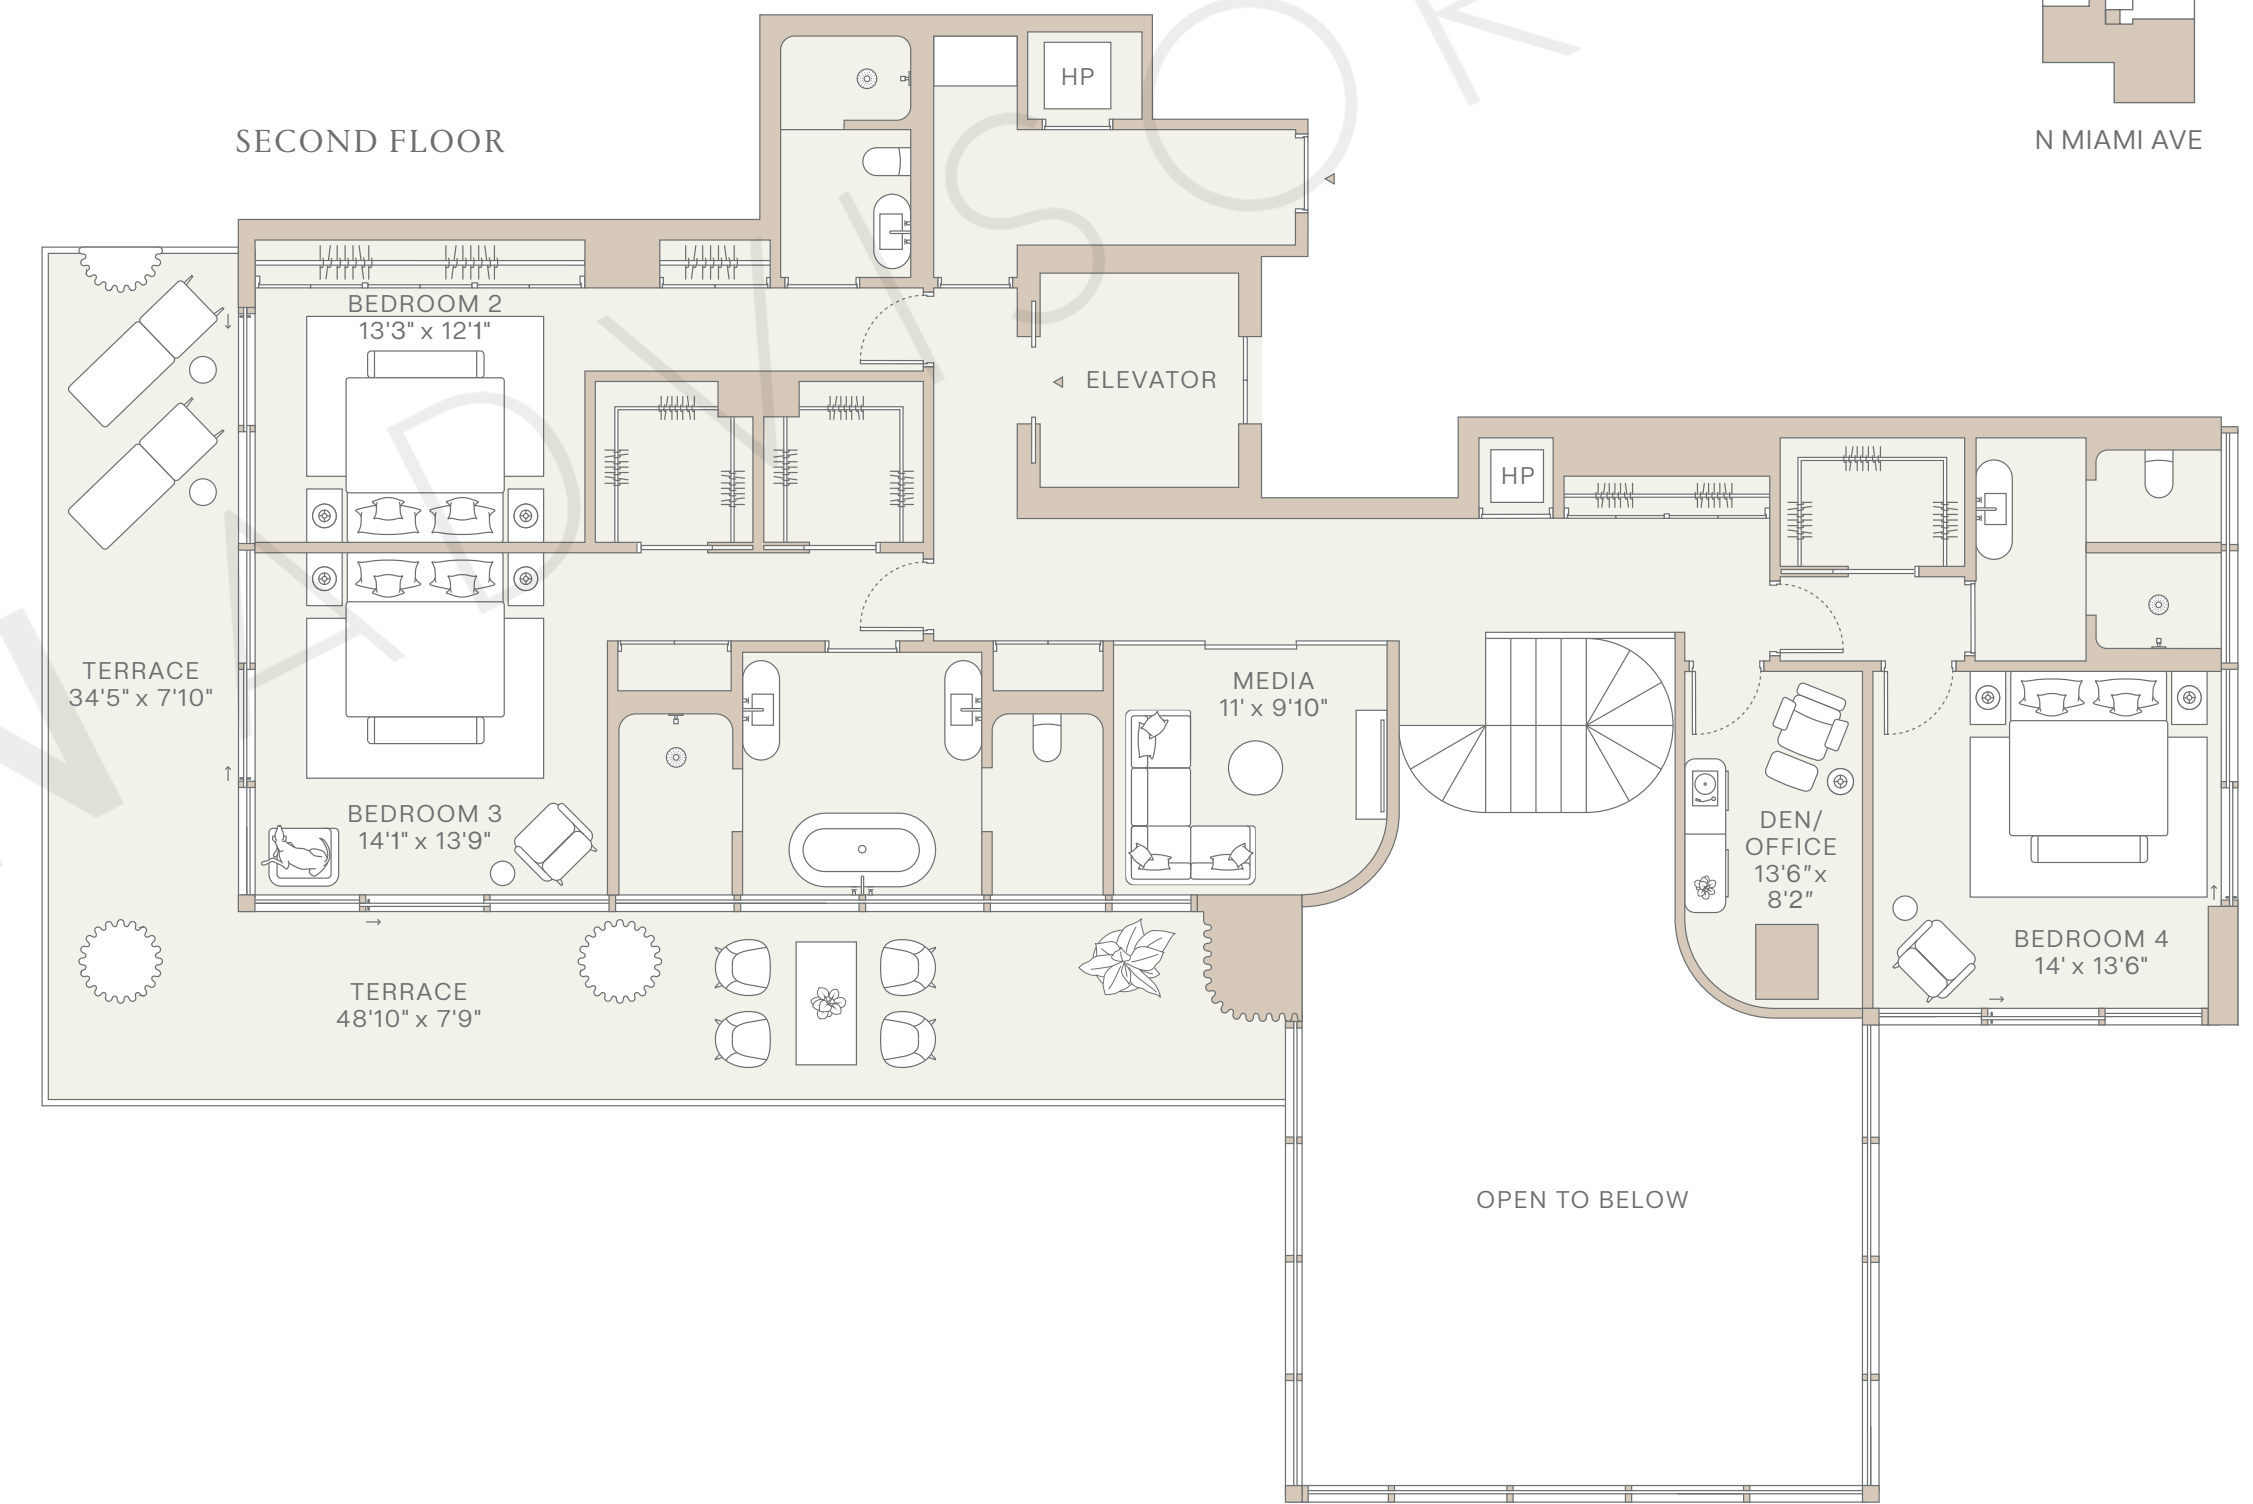 SECOND FLOOR
HP
N MIAMI AVE
BEDROOM 2
13'3" x 12'1"
ELEVATOR
HP
TERRACE
34'5" x 7'10"
MEDIA
11' x 9'10"
BEDROOM 3
14'1" x 13'9"
DEN/
OFFICE
13'6”x
8'2”
BEDROOM 4
14' x 13'6"
TERRACE
48'10" x 7'9"
OPEN TO BELOW
ADVISOR